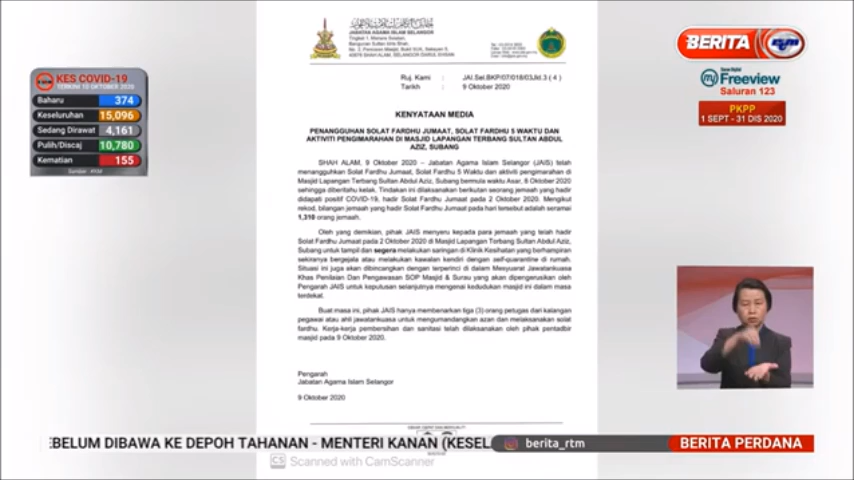 KES COVID-19
TERKINI 10 OKTOBER 2020
Baharu 374
Keseluruhan 15,096
Sedang Dirawat 4,161
Pulih/Discaj 10,780
Kematian 155
JABATAN AGAMA ISLAM SELANGOR
Ruj. Kami : JAI.Sel.BKP/07/018/03Jld.3 ( 4 )
Tarikh : 9 Oktober 2020
KENYATAAN MEDIA
PENANGGUHAN SOLAT FARDHU JUMAAT, SOLAT FARDHU 5 WAKTU DAN
AKTIVITI PENGIMARAHAN DI MASJID LAPANGAN TERBANG SULTAN ABDUL
AZIZ, SUBANG
SHAH ALAM, 9 Oktober 2020 – Jabatan Agama Islam Selangor (JAIS) telah
menangguhkan Solat Fardhu Jumaat, Solat Fardhu 5 Waktu dan aktiviti pengimarahan di
Masjid Lapangan Terbang Sultan Abdul Aziz, Subang bermula waktu Asar, 8 Oktober 2020
sehingga diberitahu kelak. Tindakan ini dilaksanakan berikutan seorang jemaah yang hadir
didapati positif COVID-19, hadir Solat Fardhu Jumaat pada 2 Oktober 2020. Mengikut
rekod, bilangan jemaah yang hadir Solat Fardhu Jumaat pada hari tersebut adalah seramai
1,310 orang jemaah.
Oleh yang demikian, pihak JAIS menyeru kepada para jemaah yang telah hadir
Solat Fardhu Jumaat pada 2 Oktober 2020 di Masjid Lapangan Terbang Sultan Abdul Aziz,
Subang untuk tampil dan segera melakukan saringan di Klinik Kesihatan yang berhampiran
sekiranya bergejala atau melakukan kawalan kendiri dengan self-quarantine di rumah.
Situasi ini juga akan dibincangkan dengan terperinci di dalam Mesyuarat Jawatankuasa
Khas Penilaian Dan Pengawasan SOP Masjid & Surau yang akan dipengerusikan oleh
Pengarah JAIS untuk keputusan selanjutnya mengenai kedudukan masjid ini dalam masa
terdekat.
Buat masa ini, pihak JAIS hanya membenarkan tiga (3) orang petugas dari kalangan
pegawai atau ahli jawatankuasa untuk mengumandangkan azan dan melaksanakan solat
fardhu. Kerja-kerja pembersihan dan sanitasi telah dilaksanakan oleh pihak pentadbir
masjid pada 9 Oktober 2020.
Pengarah
Jabatan Agama Islam Selangor
9 Oktober 2020
CS Scanned with CamScanner
BERITA
Freeview
Saluran 123
PKPP
1 SEPT - 31 DIS 2020
EBELUM DIBAWA KE DEPOH TAHANAN - MENTERI KANAN (KESEL
berita_rtm
BERITA PERDANA